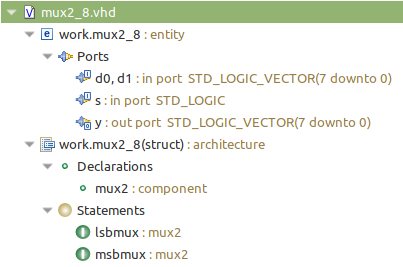 mux2_8.vhd
work.mux2_8 : entity
Ports
d0, d1 : in port STD_LOGIC_VECTOR(7 downto 0)
s : in port STD_LOGIC
y : out port STD_LOGIC_VECTOR(7 downto 0)
work.mux2_8(struct) : architecture
Declarations
mux2 : component
Statements
lsbmux : mux2
msbmux : mux2